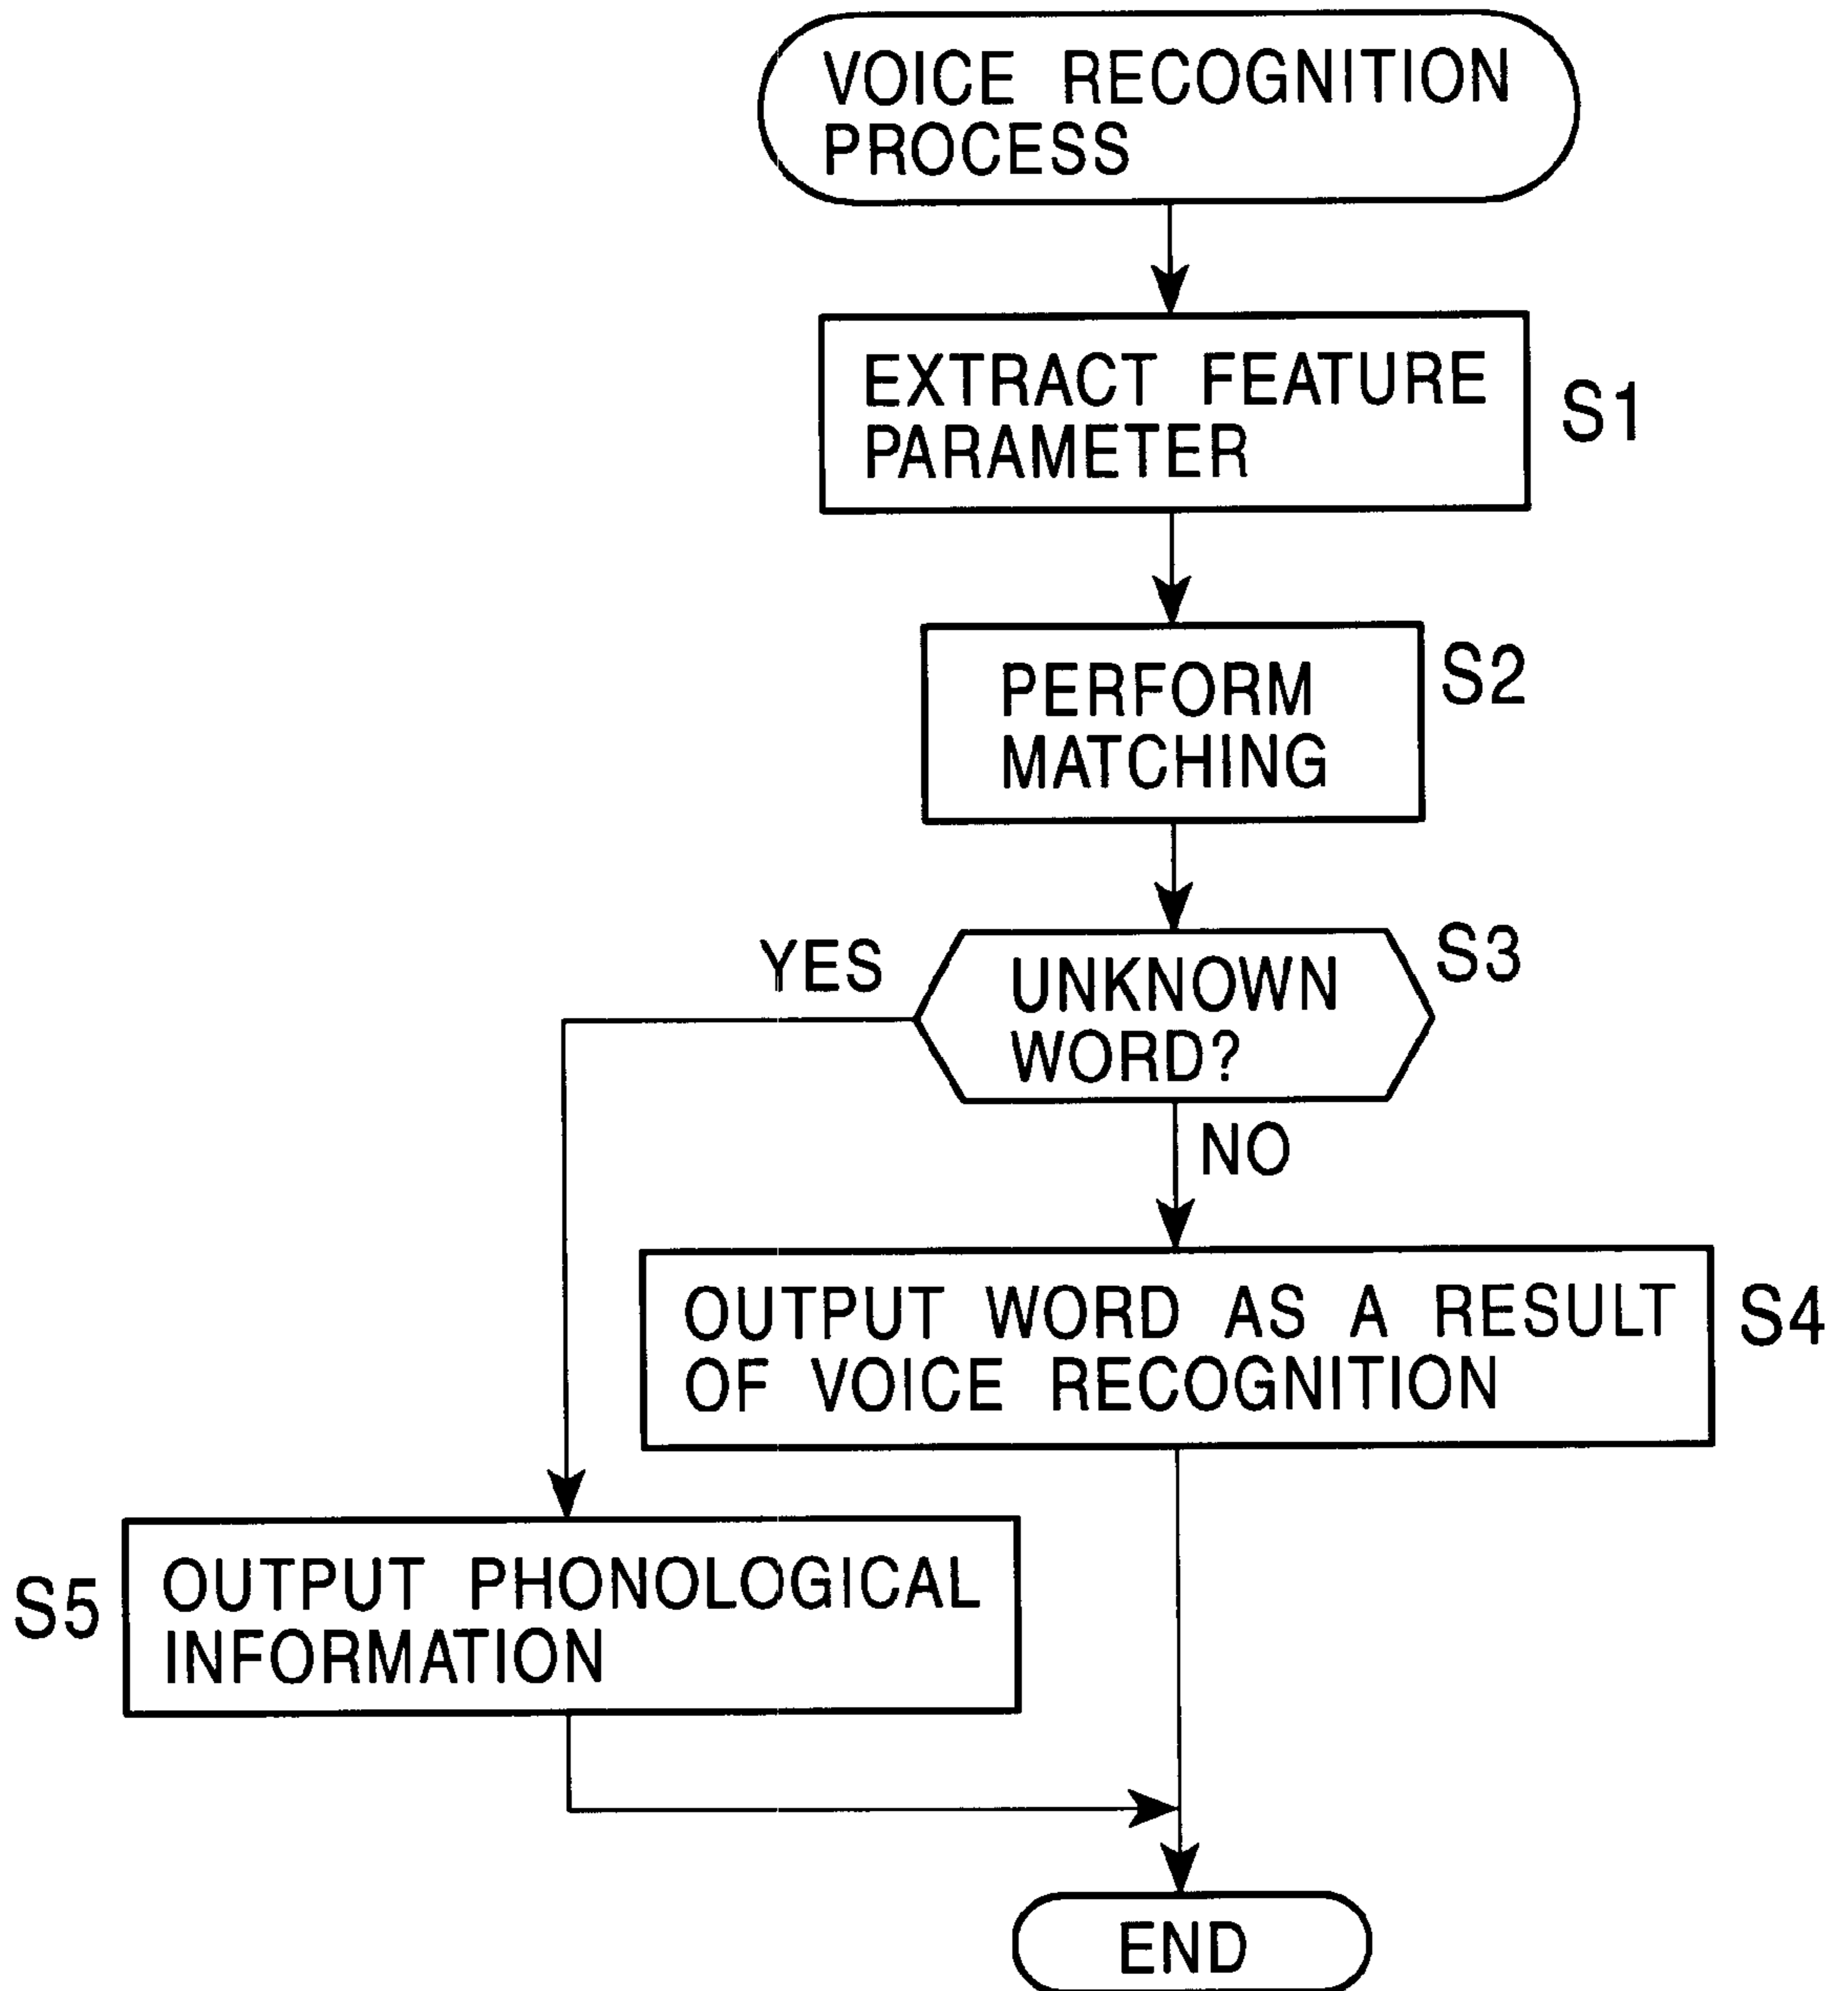 VOICE RECOGNITION
PROCESS
EXTRACT FEATURE
PARAMETER
S1
PERFORM
MATCHING
S2
YES
UNKNOWN
WORD?
S3
NO
OUTPUT WORD AS A RESULT
OF VOICE RECOGNITION
S4
S5
OUTPUT PHONOLOGICAL
INFORMATION
END